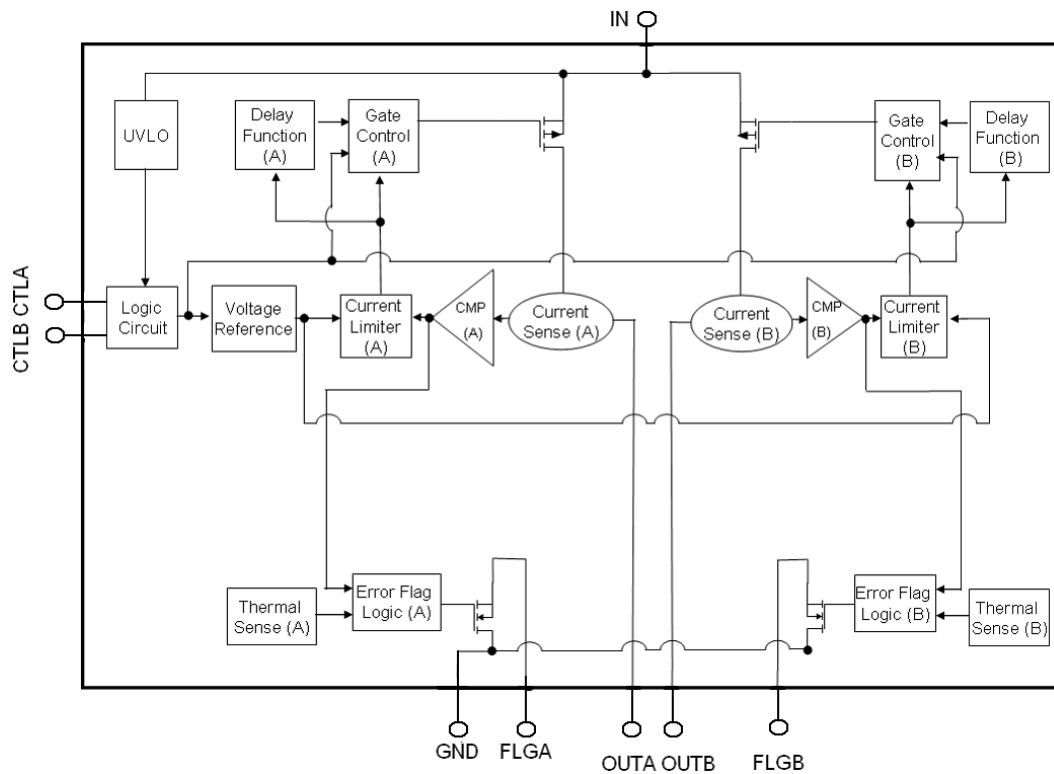 IN
UVLO
Delay
Function
(A)
Gate
Control
(A)
Gate
Control
(B)
Delay
Function
(B)
CTLB CTLA
Logic
Circuit
Voltage
Reference
Current
Limiter
(A)
CMP
(A)
Current
Sense (A)
Current
Sense (B)
CMP
(B)
Current
Limiter
(B)
Thermal
Sense (A)
Error Flag
Logic (A)
Error Flag
Logic (B)
Thermal
Sense (B)
GND
FLGA
OUTA OUTB
FLGB